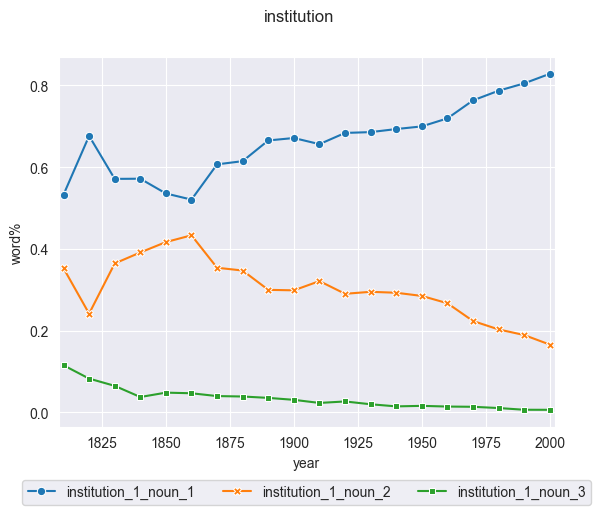 institution
0.8
0.6
0.4
0.2
0.0
word%
1825 1850 1875 1900 1925 1950 1975 2000
year
institution_1_noun_1 institution_1_noun_2 institution_1_noun_3